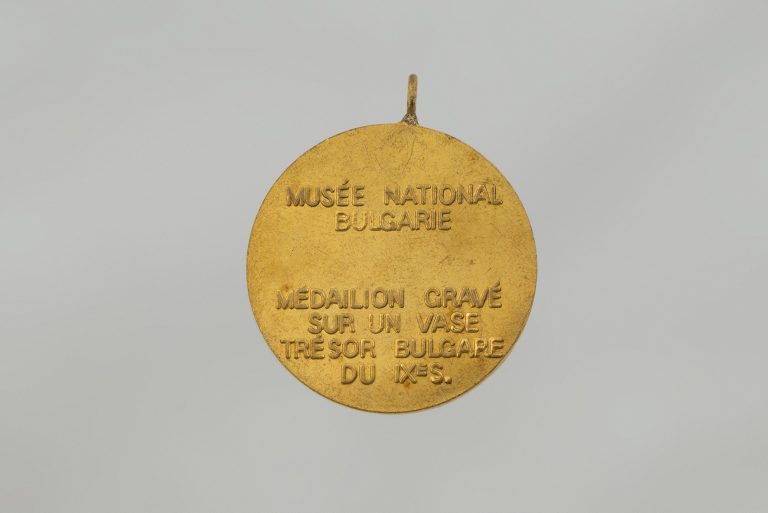 MUSÉE NATIONAL
BULGARIE
MÉDAILION GRAVÉ
SUR UN VASE
TRÉSOR BULGARE
DU IXᴱS.